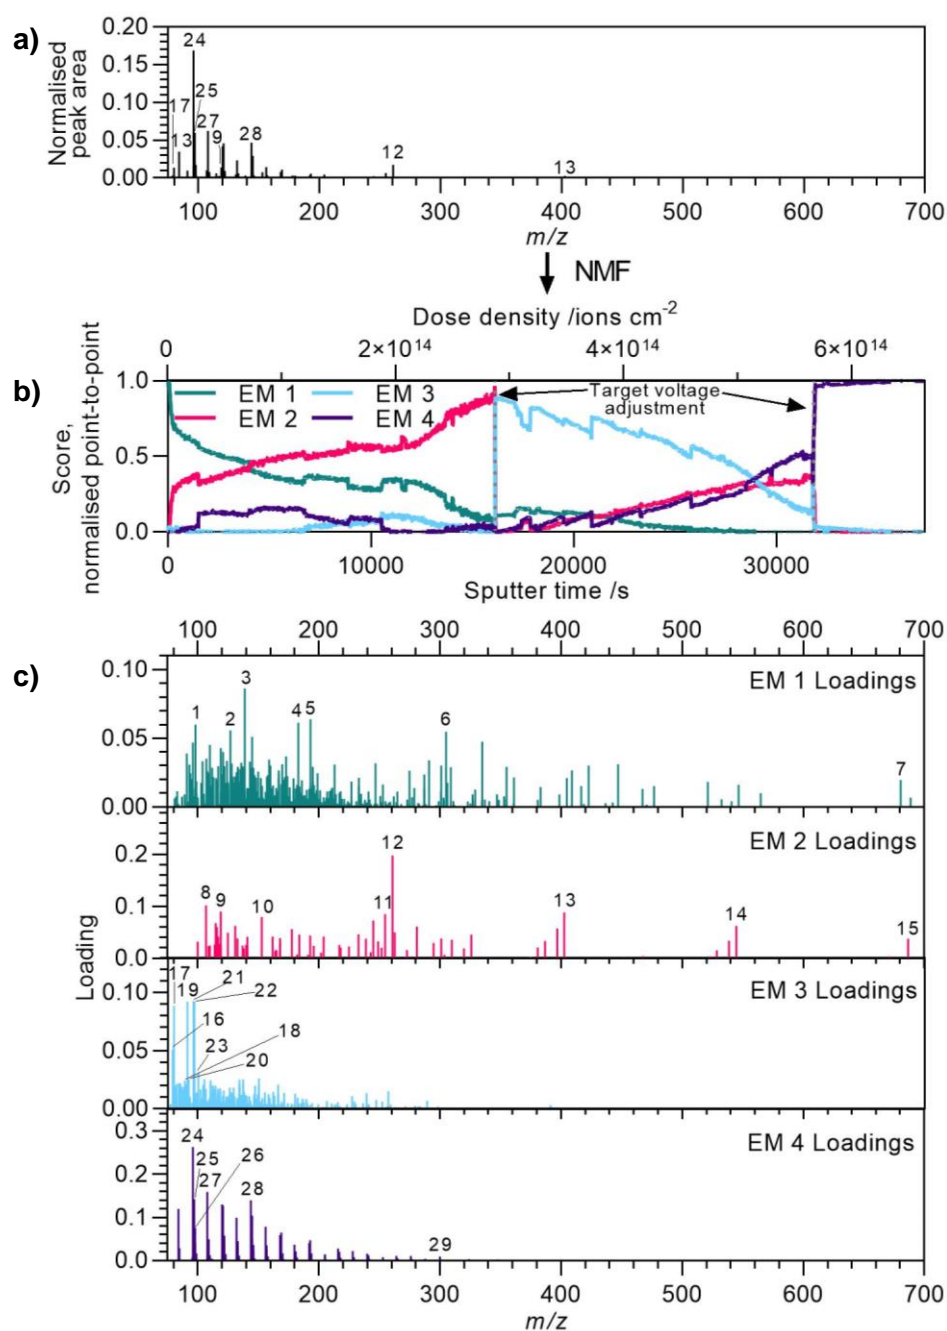 a)
Normalised
peak area
0.20
0.15
0.10
0.05
0.00
24
25
17
27
13
9
28
12
13
100 200 300 400 500 600 700
m/z
NMF
Dose density /ions cm⁻²
0 2×10¹⁴ 4×10¹⁴ 6×10¹⁴
b)
Score,
normalised point-to-point
1.0
0.5
0.0
EM 1 EM 3
EM 2 EM 4
Target voltage
adjustment
0 10000 20000 30000
Sputter time /s
100 200 300 400 500 600 700
c)
Loading
EM 1 Loadings
0.10
0.05
0.00
1 2 3 4 5 6 7
EM 2 Loadings
0.2
0.1
0.0
8 9 10 11 12 13 14 15
EM 3 Loadings
0.10
0.05
0.00
17
19
21
22
16
18
23
20
EM 4 Loadings
0.3
0.2
0.1
0.0
24
25
26
27
28
29
100 200 300 400 500 600 700
m/z